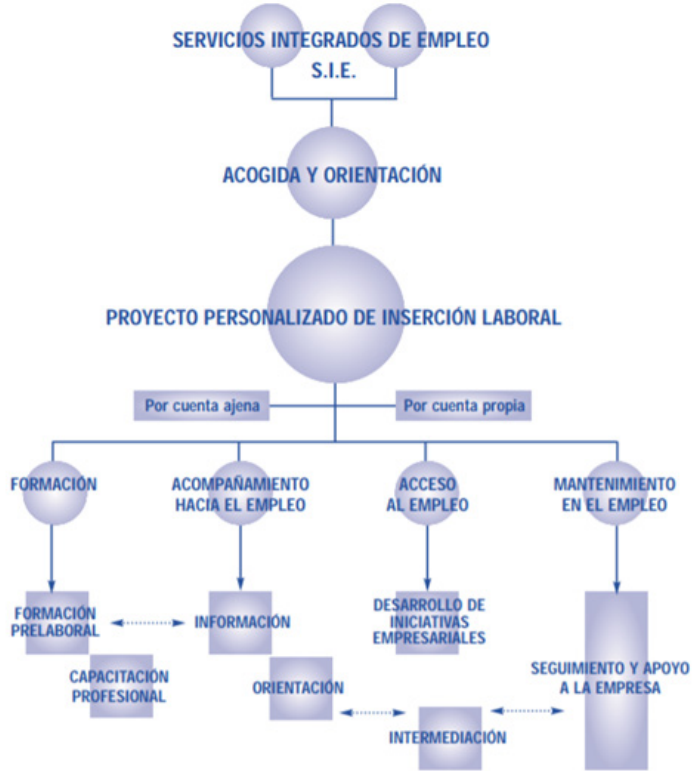 SERVICIOS INTEGRADOS DE EMPLEO
S.I.E.
ACOGIDA Y ORIENTACIÓN
PROYECTO PERSONALIZADO DE INSERCIÓN LABORAL
Por cuenta ajena
Por cuenta propia
FORMACIÓN
ACOMPAÑAMIENTO
HACIA EL EMPLEO
ACCESO
AL EMPLEO
MANTENIMIENTO
EN EL EMPLEO
FORMACIÓN
PRELABORAL
INFORMACIÓN
DESARROLLO DE
INICIATIVAS
EMPRESARIALES
CAPACITACIÓN
PROFESIONAL
ORIENTACIÓN
SEGUIMIENTO Y APOYO
A LA EMPRESA
INTERMEDIACIÓN